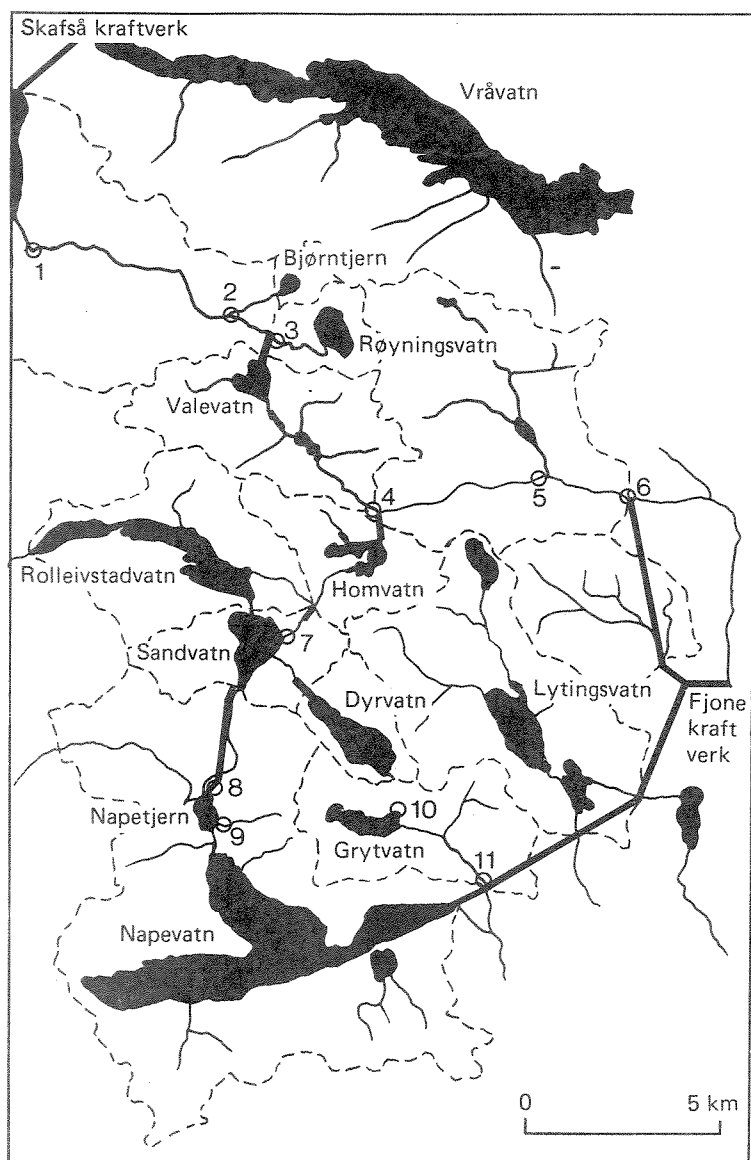 Skafså kraftverk
Vråvatn
1
Bjørntjern
2
3
Røyningsvatn
Valevatn
4
5
6
Rolleivstadvatn
Homvatn
7
Sandvatn
Dyrvatn
Lytingsvatn
Fjone
kraft
verk
8
Napetjern
9
10
Grytvatn
11
Napevatn
0
5 km